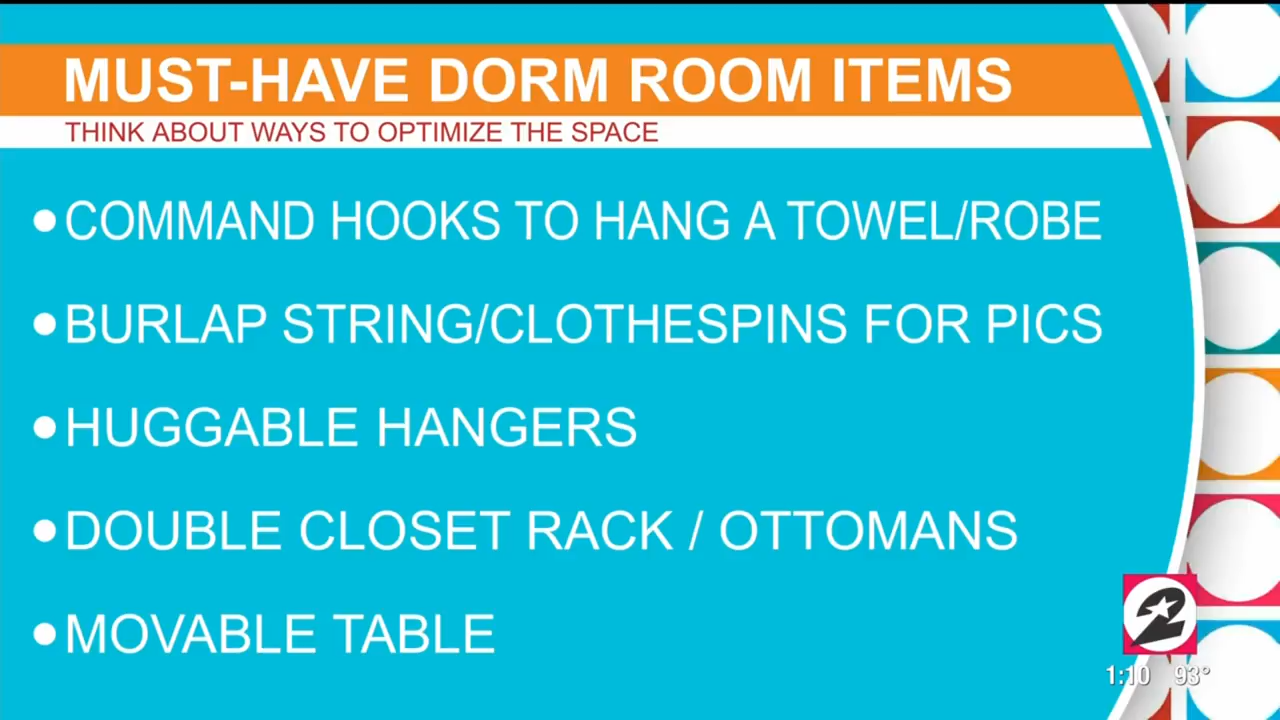 MUST-HAVE DORM ROOM ITEMS
THINK ABOUT WAYS TO OPTIMIZE THE SPACE
• COMMAND HOOKS TO HANG A TOWEL/ROBE
• BURLAP STRING/CLOTHESPINS FOR PICS
• HUGGABLE HANGERS
• DOUBLE CLOSET RACK / OTTOMANS
• MOVABLE TABLE
2
1:10 93°